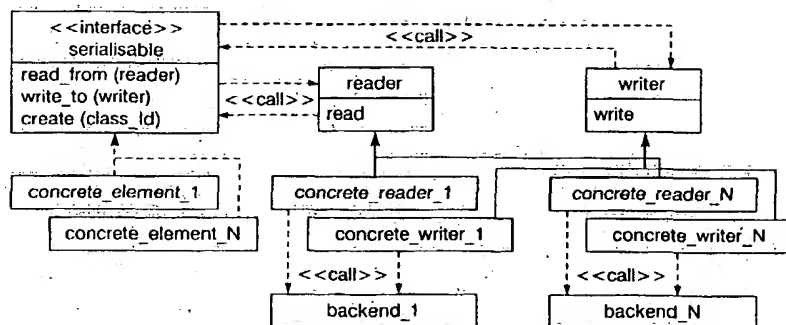 <<interface>>
serialisable
read_from (reader)
write_to (writer)
create (class_Id)
<<call>>
<<call>>
reader
read
writer
write
concrete_element_1
concrete_element_N
concrete_reader_1
concrete_writer_1
concrete_reader_N
concrete_writer_N
<<call>>
<<call>>
backend_1
backend_N